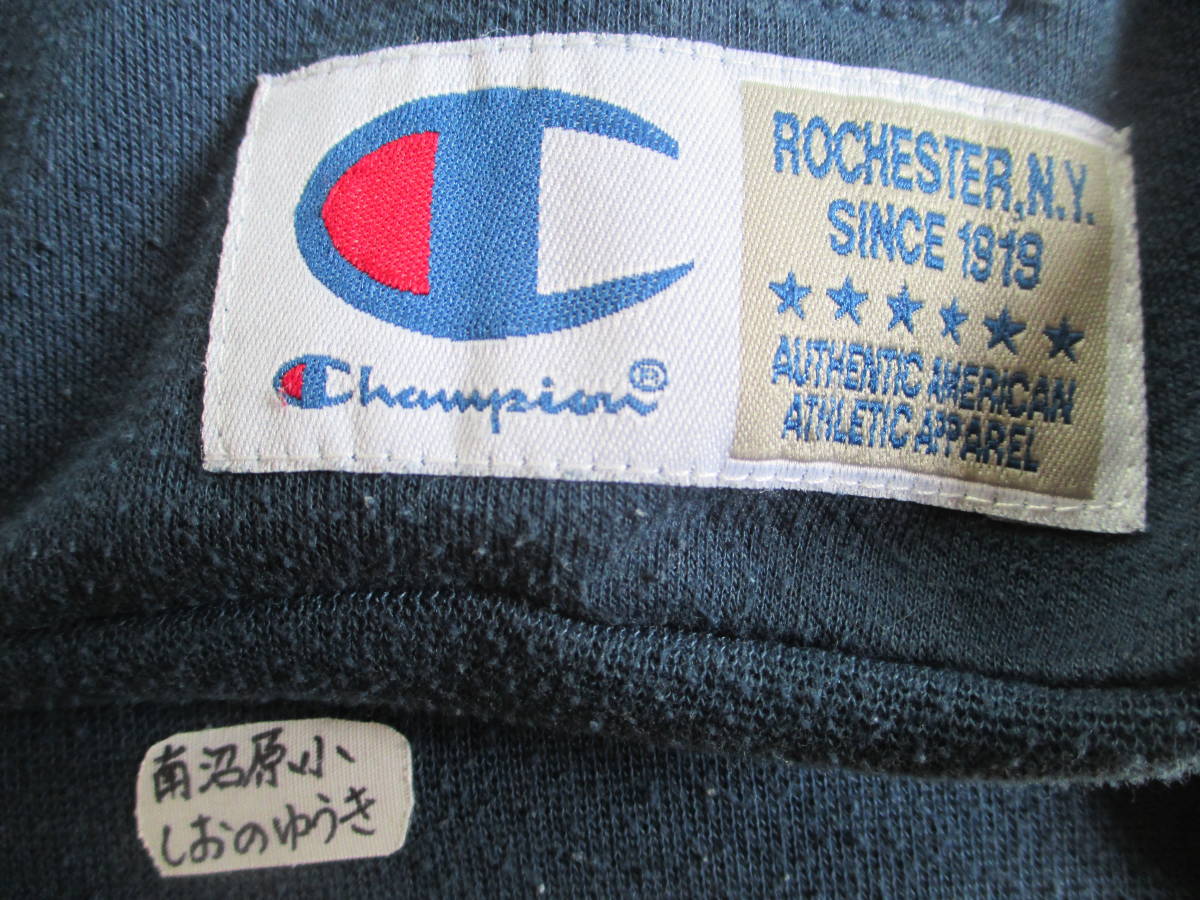 Champion®
ROCHESTER,N.Y.
SINCE 1919
★★★★★★
AUTHENTIC AMERICAN
ATHLETIC APPAREL
南沼原小
しおのゆうき